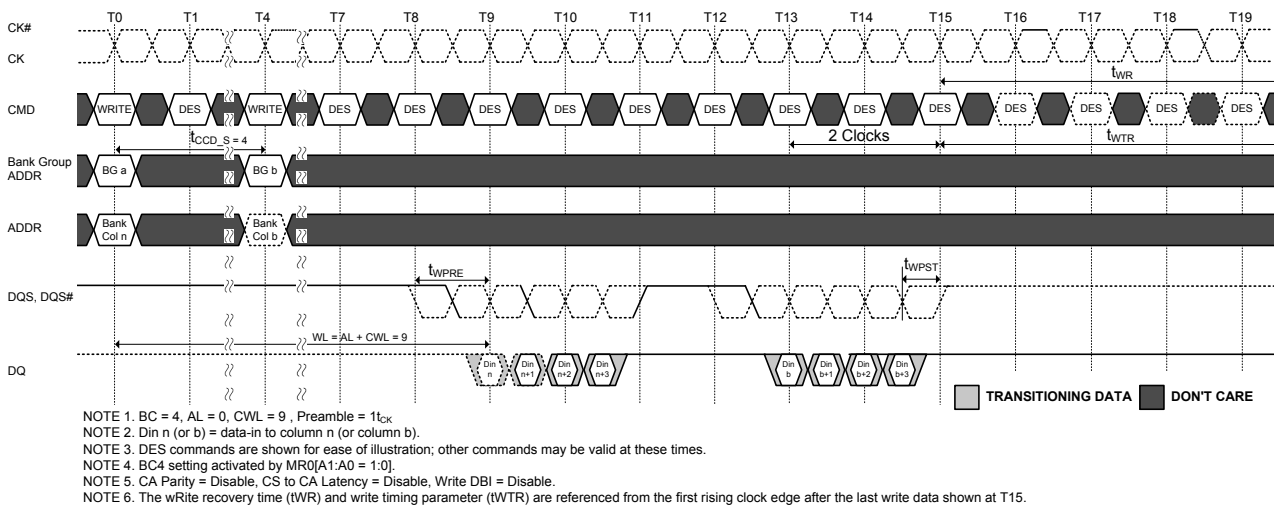 T0 T1 T4 T7 T8 T9 T10 T11 T12 T13 T14 T15 T16 T17 T18 T19
CK#
CK
tWR
CMD WRITE DES WRITE DES DES DES DES DES DES DES DES DES DES DES DES DES
tCCD_S = 4
2 Clocks
tWTR
Bank Group
ADDR
BG a BG b
ADDR
Bank
Col n
Bank
Col b
tWPRE
tWPST
DQS, DQS#
WL = AL + CWL = 9
DQ
Din
n
Din
n+1
Din
n+2
Din
n+3
Din
b
Din
b+1
Din
b+2
Din
b+3
TRANSITIONING DATA DON'T CARE
NOTE 1. BC = 4, AL = 0, CWL = 9 , Preamble = 1tCK
NOTE 2. Din n (or b) = data-in to column n (or column b).
NOTE 3. DES commands are shown for ease of illustration; other commands may be valid at these times.
NOTE 4. BC4 setting activated by MR0[A1:A0 = 1:0].
NOTE 5. CA Parity = Disable, CS to CA Latency = Disable, Write DBI = Disable.
NOTE 6. The wRite recovery time (tWR) and write timing parameter (tWTR) are referenced from the first rising clock edge after the last write data shown at T15.